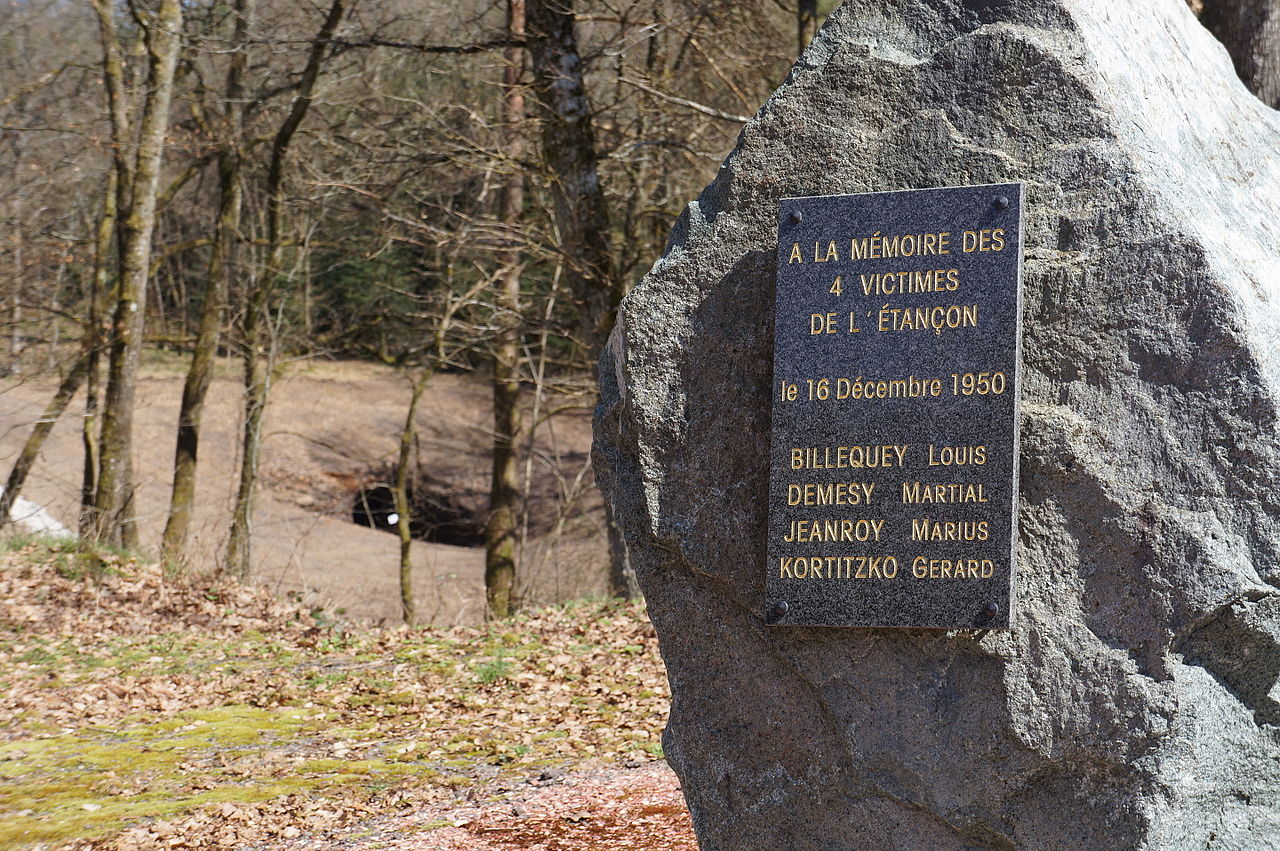 A LA MÉMOIRE DES
4 VICTIMES
DE L'ÉTANÇON
le 16 Décembre 1950
BILLEQUEY LOUIS
DEMESY MARTIAL
JEANROY MARIUS
KORTITZKO GERARD